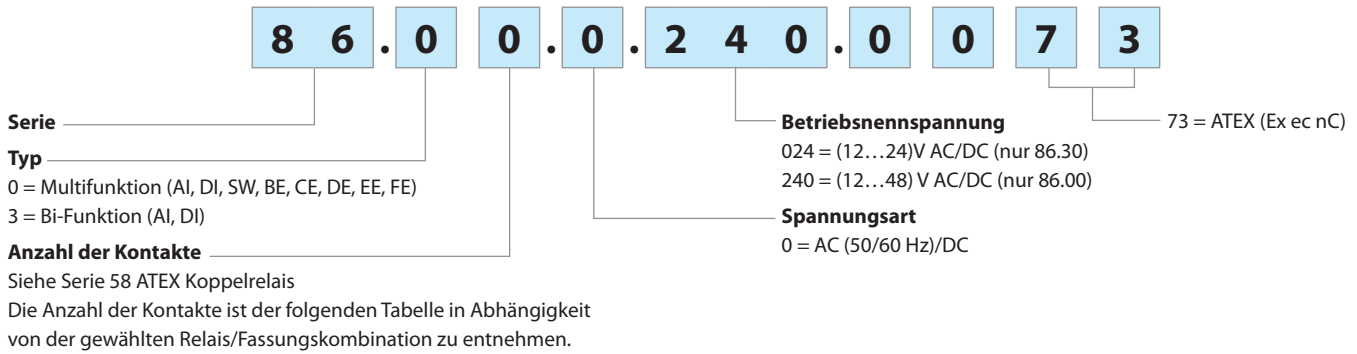 8 6 . 0 0 . 0 . 2 4 0 . 0 0 7 3
Serie
Typ
0 = Multifunktion (AI, DI, SW, BE, CE, DE, EE, FE)
3 = Bi-Funktion (AI, DI)
Anzahl der Kontakte
Siehe Serie 58 ATEX Koppelrelais
Die Anzahl der Kontakte ist der folgenden Tabelle in Abhängigkeit
von der gewählten Relais/Fassungskombination zu entnehmen.
Betriebsnennspannung
024 = (12…24)V AC/DC (nur 86.30)
240 = (12…48) V AC/DC (nur 86.00)
Spannungsart
0 = AC (50/60 Hz)/DC
73 = ATEX (Ex ec nC)